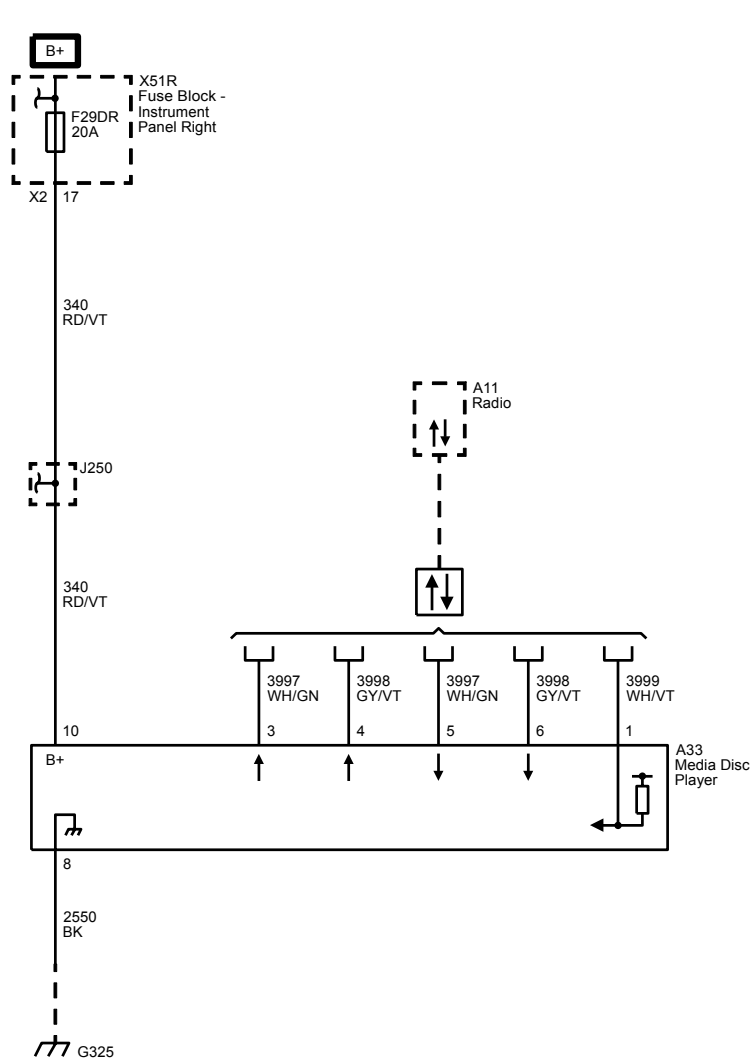 B+
X51R
Fuse Block -
Instrument
Panel Right
F29DR
20A
X2 17
340
RD/VT
A11
Radio
J250
340
RD/VT
3997
WH/GN
3998
GY/VT
3997
WH/GN
3998
GY/VT
3999
WH/VT
10 3 4 5 6 1
B+
A33
Media Disc
Player
8
2550
BK
G325